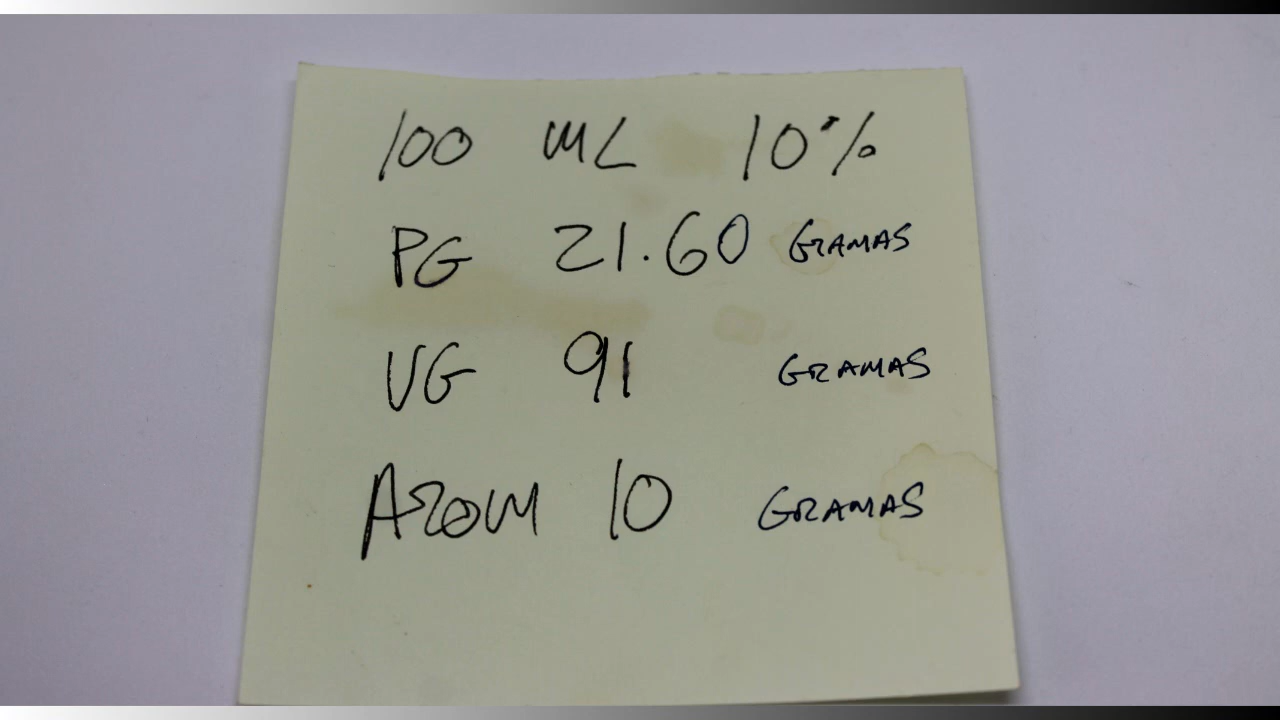 100 ML 10%
PG 21.60 GRAMAS
VG 91 GRAMAS
AROM 10 GRAMAS